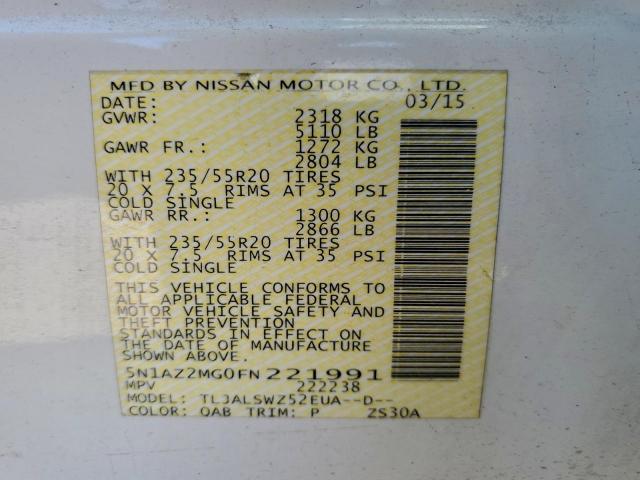 MFD BY NISSAN MOTOR CO., LTD.
DATE: 03/15
GVWR: 2318 KG
5110 LB
GAWR FR.: 1272 KG
2804 LB
WITH 235/55R20 TIRES
20 X 7.5 RIMS AT 35 PSI
COLD SINGLE
GAWR RR.: 1300 KG
2866 LB
WITH 235/55R20 TIRES
20 X 7.5 RIMS AT 35 PSI
COLD SINGLE
THIS VEHICLE CONFORMS TO
ALL APPLICABLE FEDERAL
MOTOR VEHICLE SAFETY AND
THEFT PREVENTION
STANDARDS IN EFFECT ON
THE DATE OF MANUFACTURE
SHOWN ABOVE.
5N1AZ2MG0FN221991
MPV 222238
MODEL: TLJALSWZ52EUA--D--
COLOR: QAB TRIM: P ZS30A